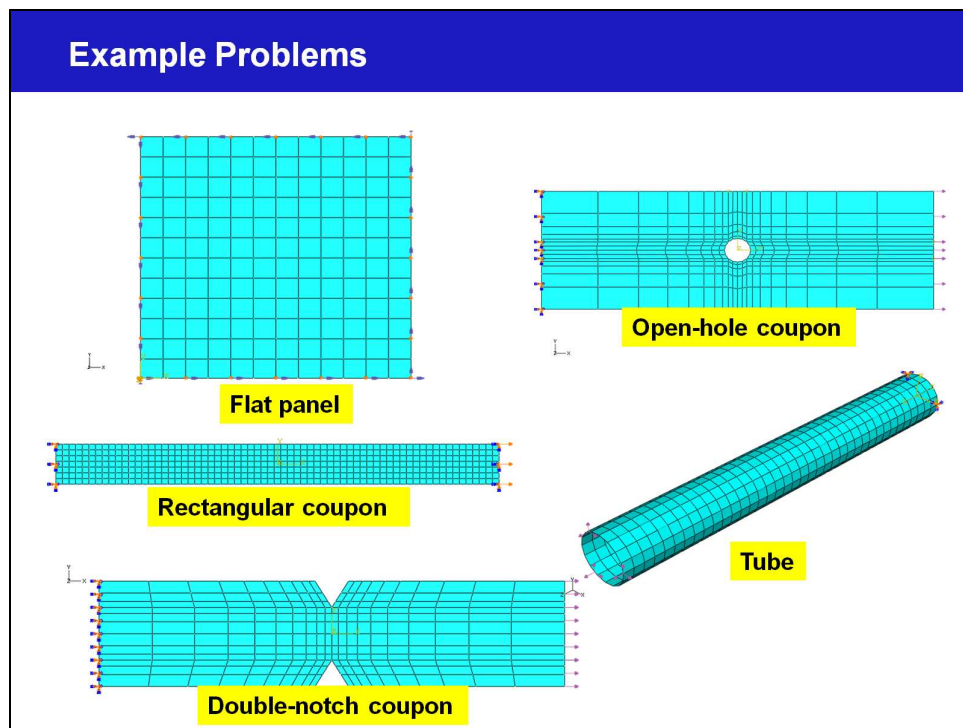 Example Problems
Flat panel
Open-hole coupon
Rectangular coupon
Tube
Double-notch coupon